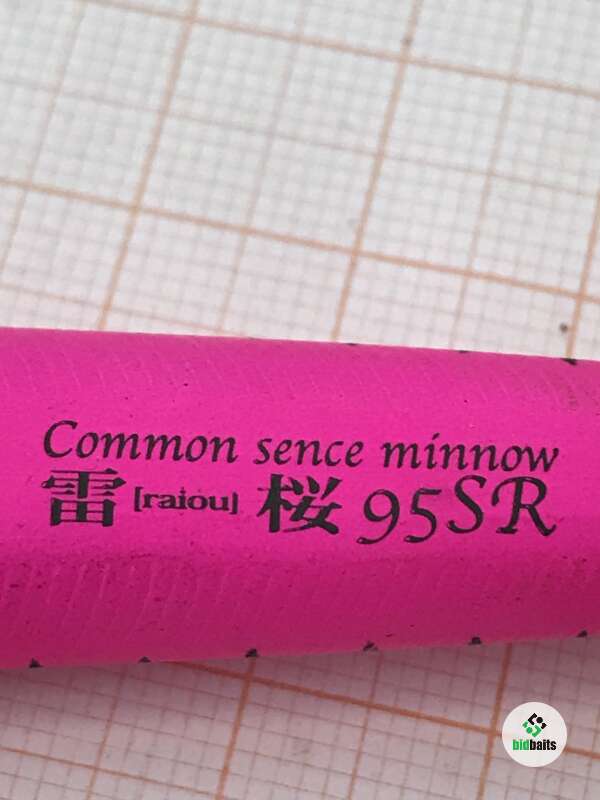 Common sence minnow
雷 [raiou] 桜 95SR
bidbaits